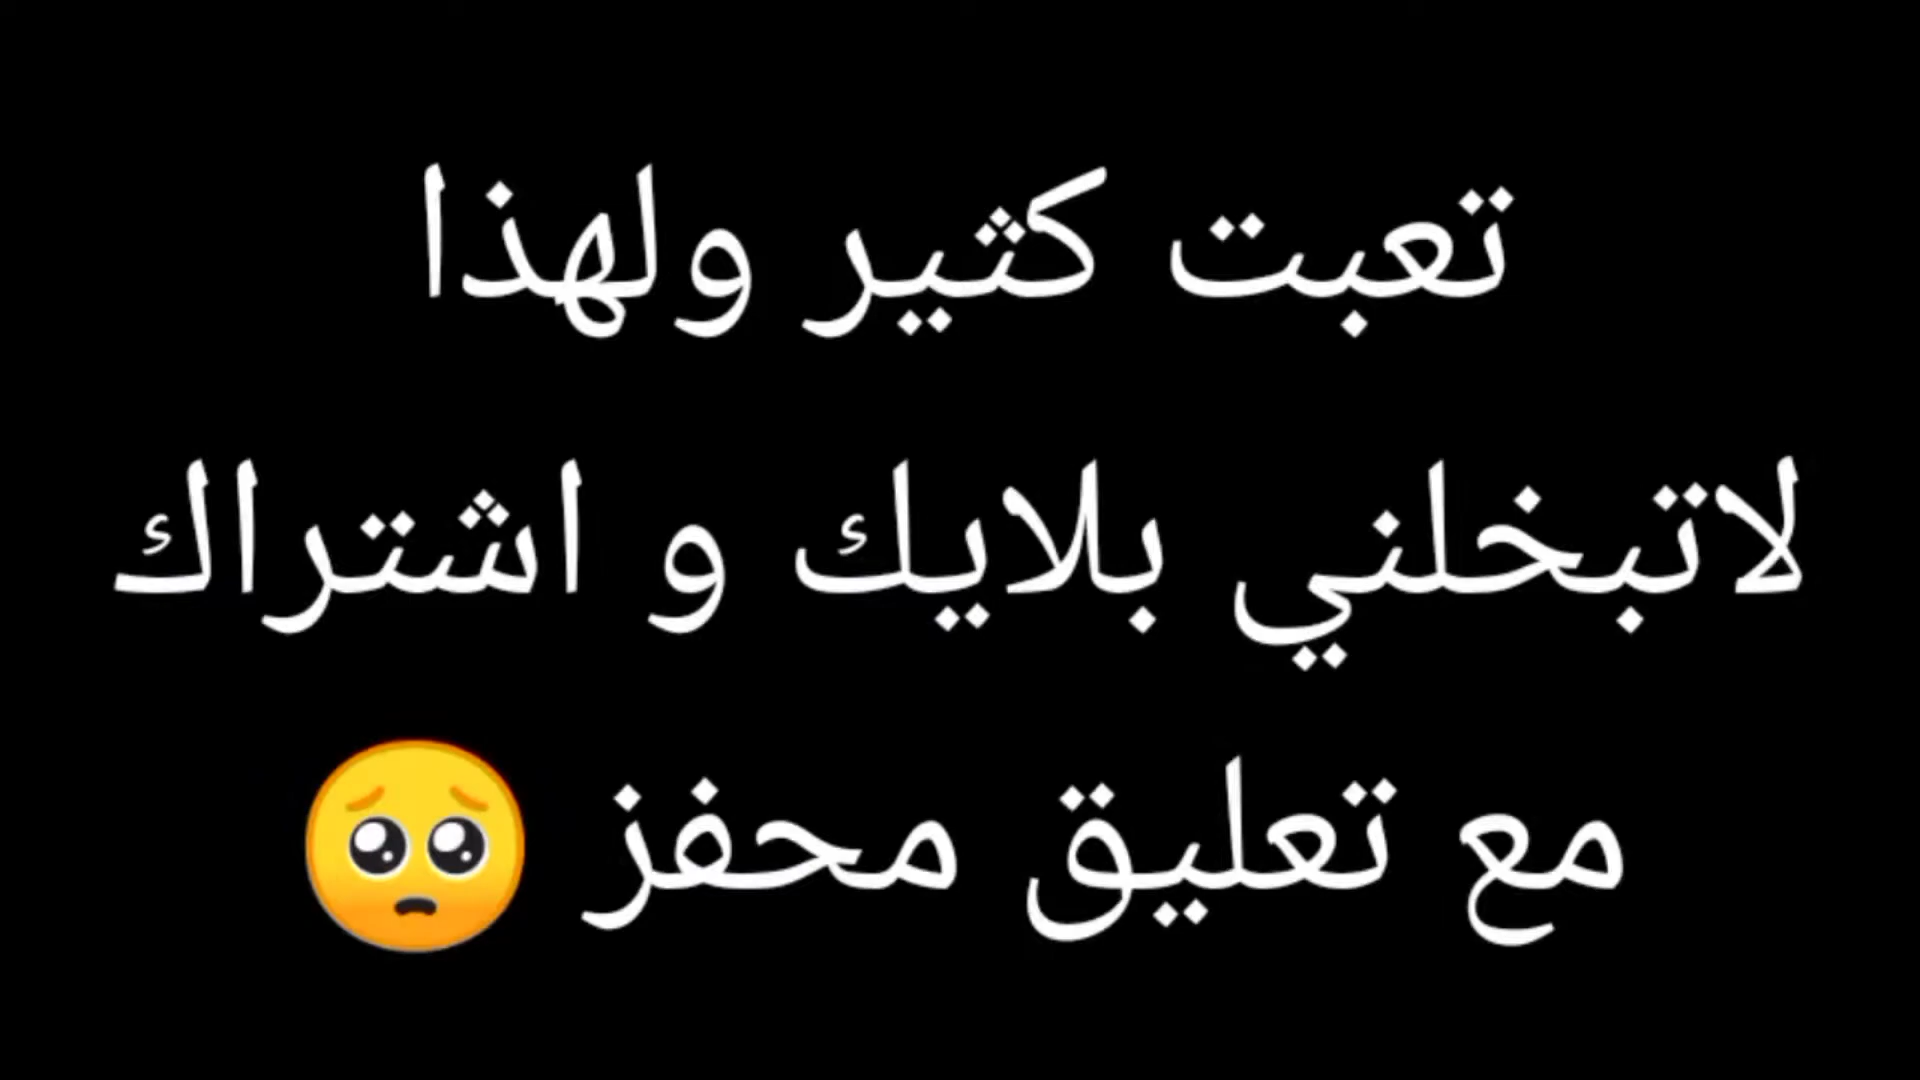 تعبت كثير ولهذا
لاتبخلني بلايك و اشتراك
مع تعليق محفز 🥺